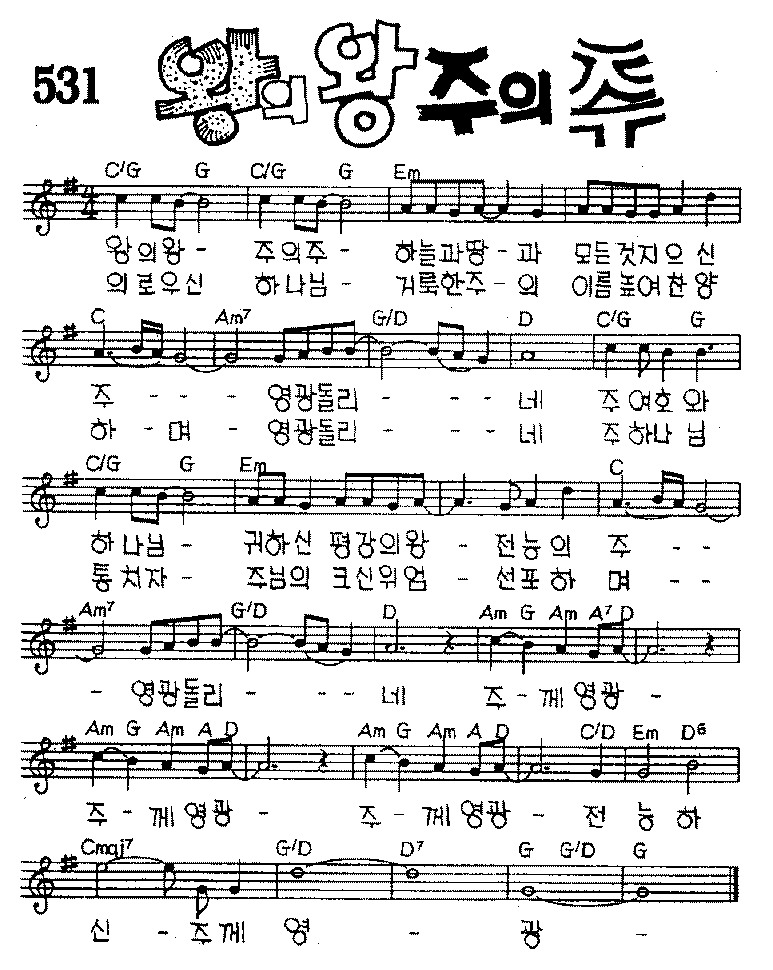 531 왕의 왕 주의 주
C/G G C/G G Em
왕의왕 - 주의주 - 하늘과땅 - 과 모든것지으신
의로우신 하나님 - 거룩한주 - 의 이름높여찬양
C Am7 G/D D C/G G
주 - - - 영광돌리 - - - 네 주여호와
하 - 며 - 영광돌리 - - - 네 주하나님
C/G G Em C
하나님 - 귀하신 평강의왕 - 전능의 주 - -
통치자 - 주님의 크신위엄 - 선포하 며 - -
Am7 G/D D Am G Am A7 D
- 영광돌리 - - - - 네 주 - 께 영광 -
Am G Am A D Am G Am A D C/D Em D6
주 - 께 영광 - 주 - 께 영광 - 전 능 하
Cmaj7 G/D D7 G G/D G
신 - 주께 영 - 광 -